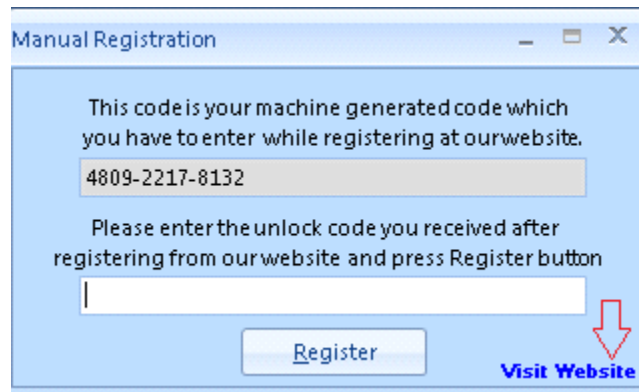 Manual Registration
This code is your machine generated code which
you have to enter while registering at our website.
4809-2217-8132
Please enter the unlock code you received after
registering from our website and press Register button
Register
Visit Website